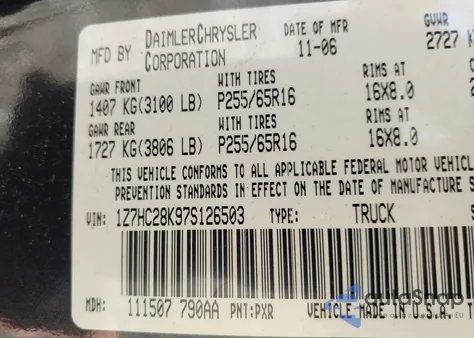 MFD BY DAIMLERCHRYSLER CORPORATION DATE OF MFR 11-06 GVWR 2727 K
GAWR FRONT WITH TIRES RIMS AT
1407 KG(3100 LB) P255/65R16 16X8.0
GAWR REAR WITH TIRES RIMS AT
1727 KG(3806 LB) P255/65R16 16X8.0
THIS VEHICLE CONFORMS TO ALL APPLICABLE FEDERAL MOTOR VEHICL
PREVENTION STANDARDS IN EFFECT ON THE DATE OF MANUFACTURE S
VIN: 1Z7HC28K97S126503 TYPE: TRUCK
MDH: 111507 790AA PNT:PXR VEHICLE MADE IN U.S.A. T
autoSnap